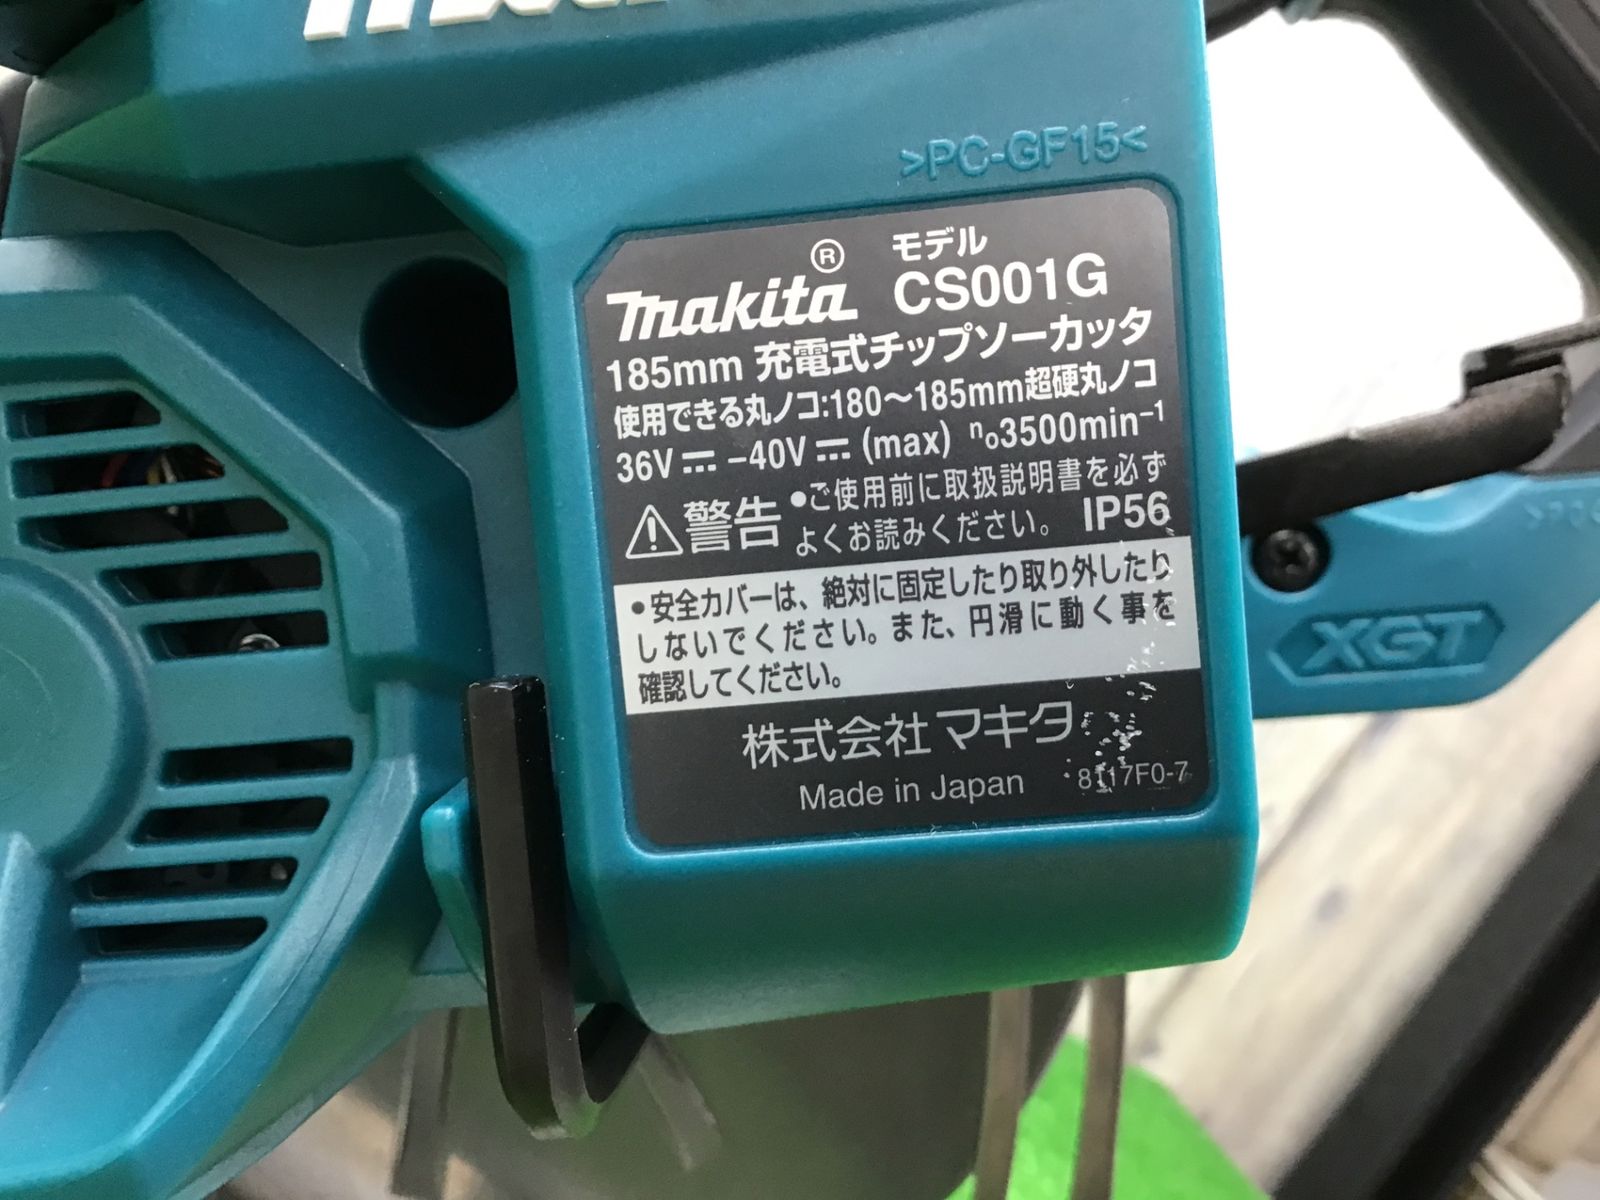 >PC-GF15<
makita® モデル CS001G
185mm 充電式チップソーカッタ
使用できる丸ノコ:180～185mm超硬丸ノコ
36V⎓ -40V⎓ (max) n₀3500min⁻¹
⚠警告 •ご使用前に取扱説明書を必ず
よくお読みください。 IP56
•安全カバーは、絶対に固定したり取り外したり
しないでください。また、円滑に動く事を
確認してください。
株式会社マキタ
Made in Japan
XGT